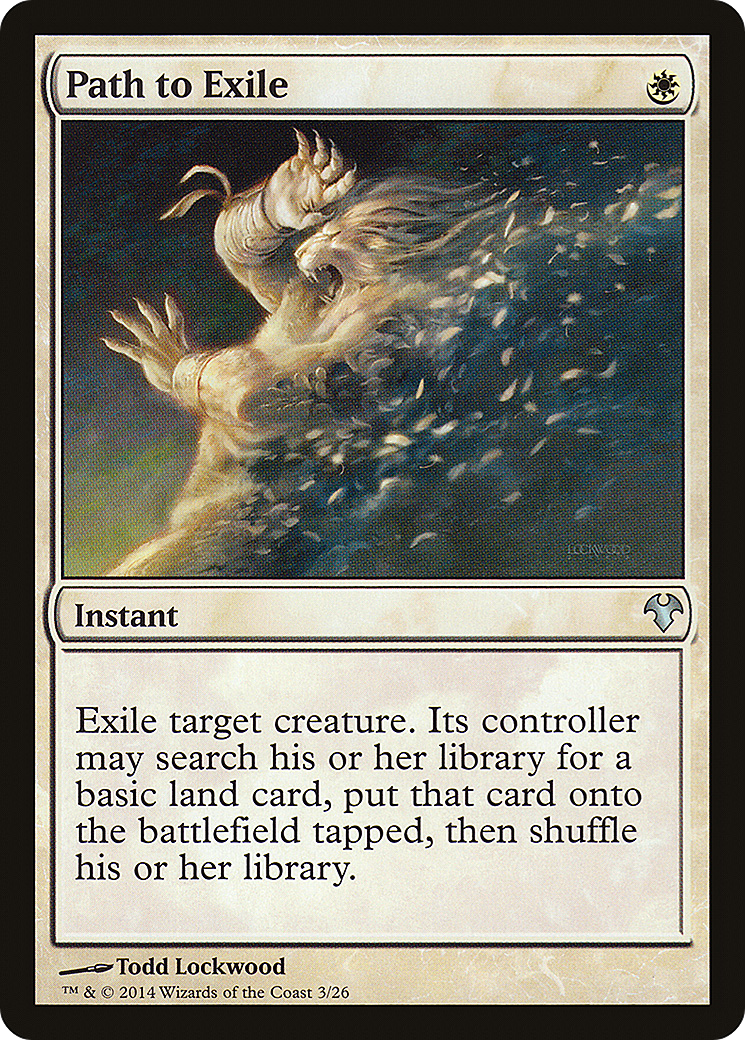 Path to Exile
LOCKWOOD
Instant
Exile target creature. Its controller
may search his or her library for a
basic land card, put that card onto
the battlefield tapped, then shuffle
his or her library.
Todd Lockwood
™ & © 2014 Wizards of the Coast 3/26